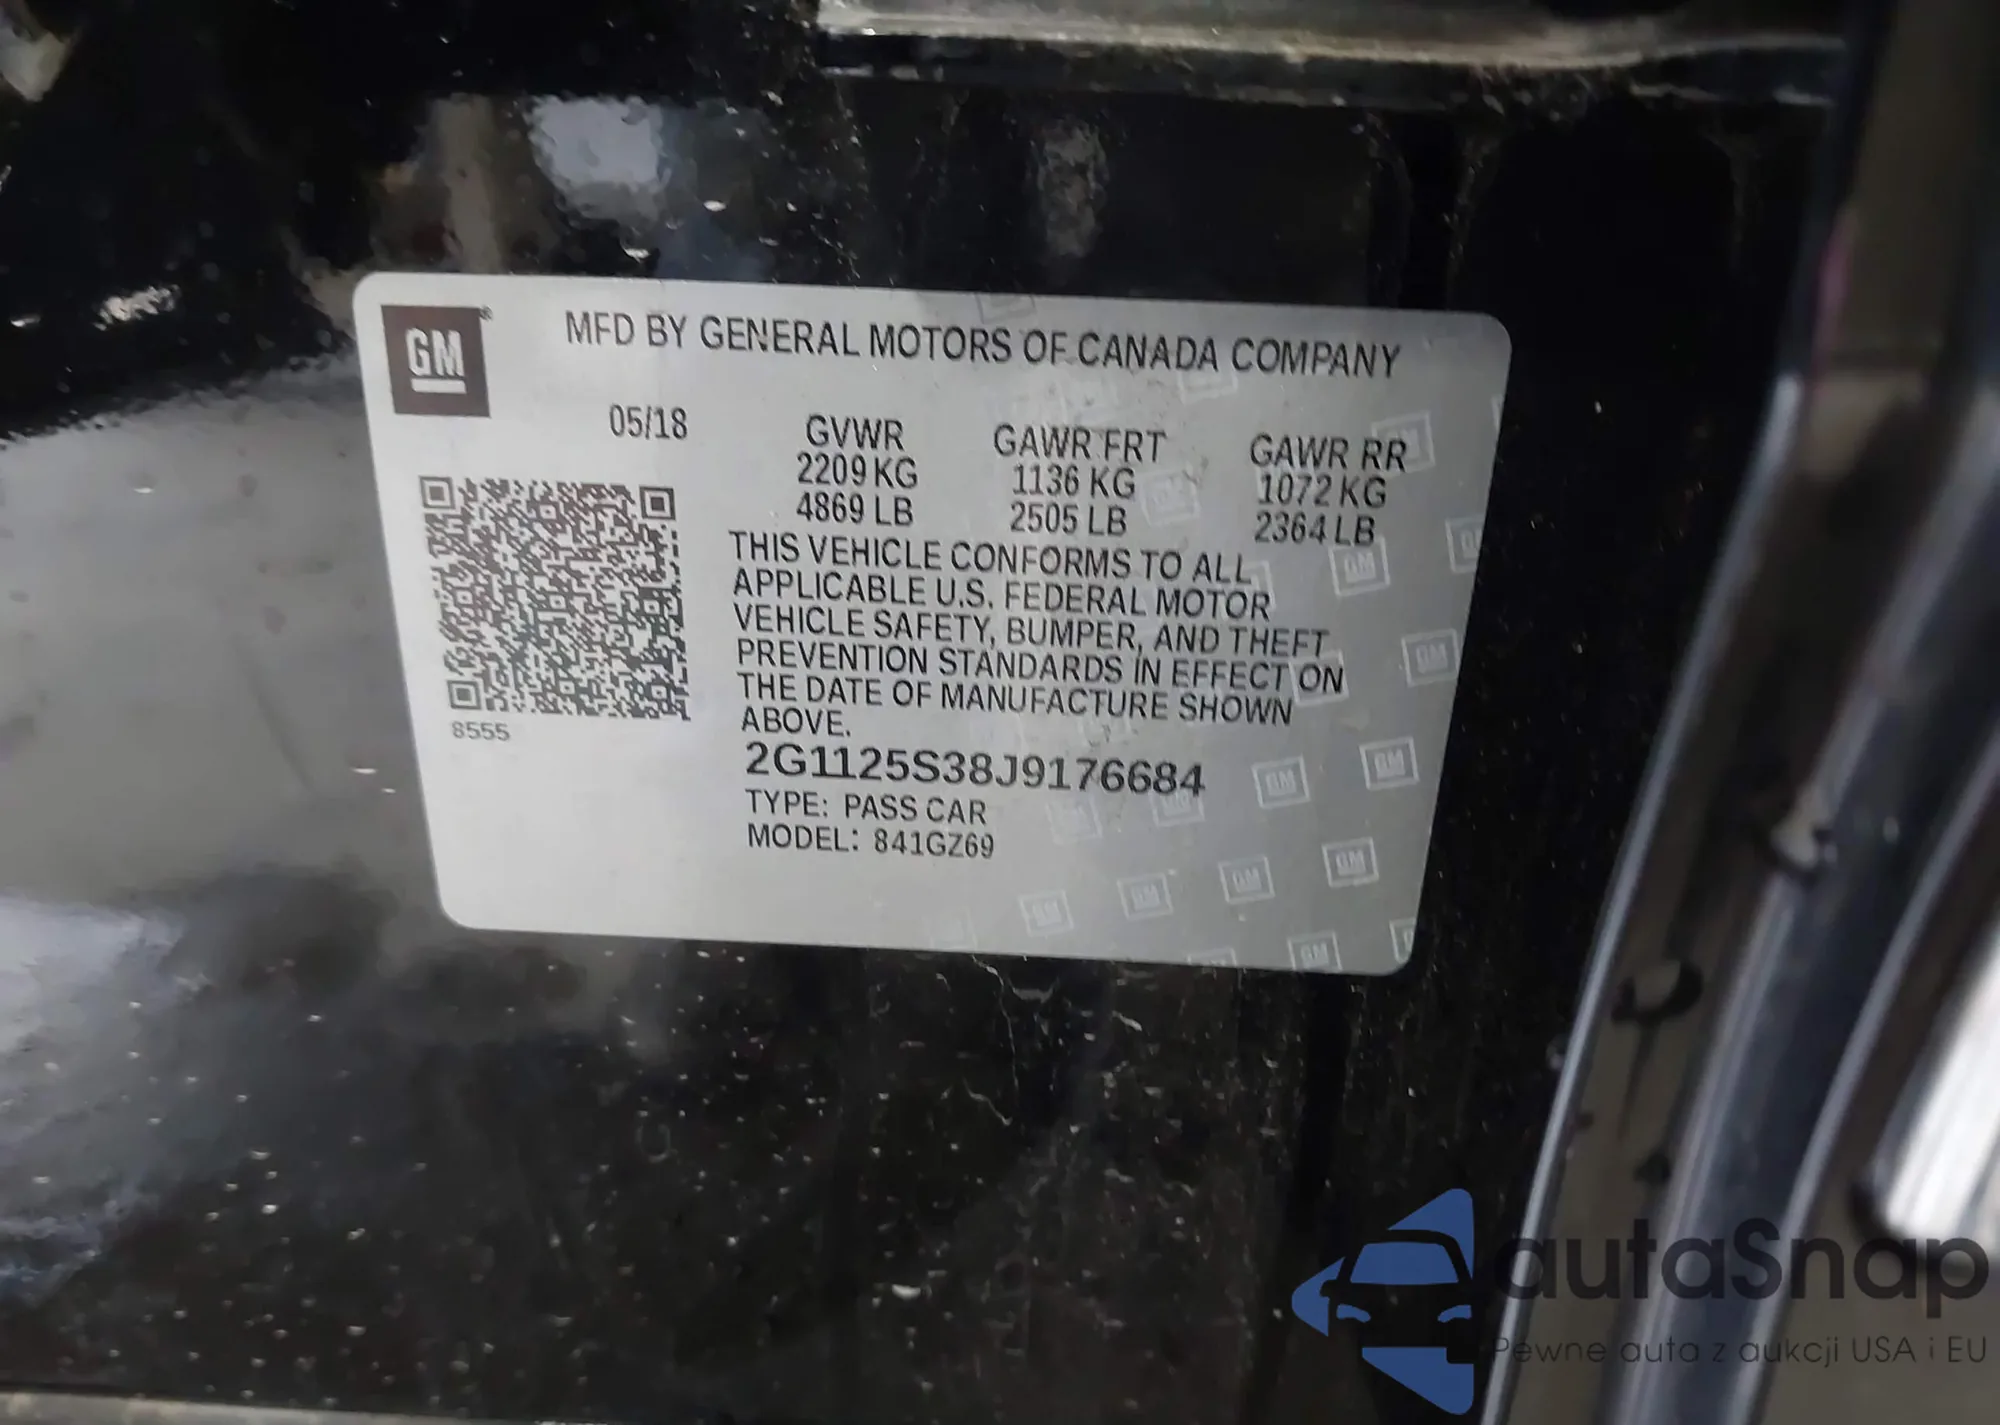 GM
MFD BY GENERAL MOTORS OF CANADA COMPANY
05/18
GVWR GAWR FRT GAWR RR
2209 KG 1136 KG 1072 KG
4869 LB 2505 LB 2364 LB
THIS VEHICLE CONFORMS TO ALL
APPLICABLE U.S. FEDERAL MOTOR
VEHICLE SAFETY, BUMPER, AND THEFT
PREVENTION STANDARDS IN EFFECT ON
THE DATE OF MANUFACTURE SHOWN
ABOVE.
8555
2G1125S38J9176684
TYPE: PASS CAR
MODEL: 841GZ69
autaSnap
Pewne auta z aukcji USA i EU